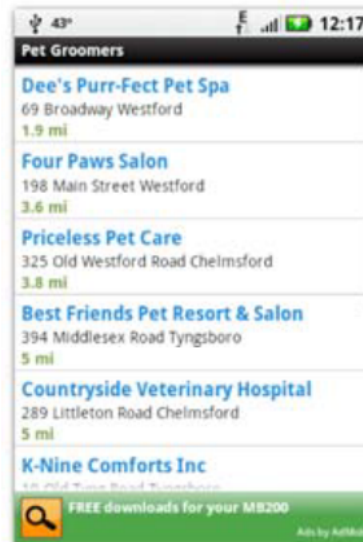 43°
12:17
Pet Groomers
Dee's Purr-Fect Pet Spa
69 Broadway Westford
1.9 mi
Four Paws Salon
198 Main Street Westford
3.6 mi
Priceless Pet Care
325 Old Westford Road Chelmsford
3.8 mi
Best Friends Pet Resort & Salon
394 Middlesex Road Tyngsboro
5 mi
Countryside Veterinary Hospital
289 Littleton Road Chelmsford
5 mi
K-Nine Comforts Inc
Road Tyngsboro
FREE downloads for your MB200
Ads by AdMob